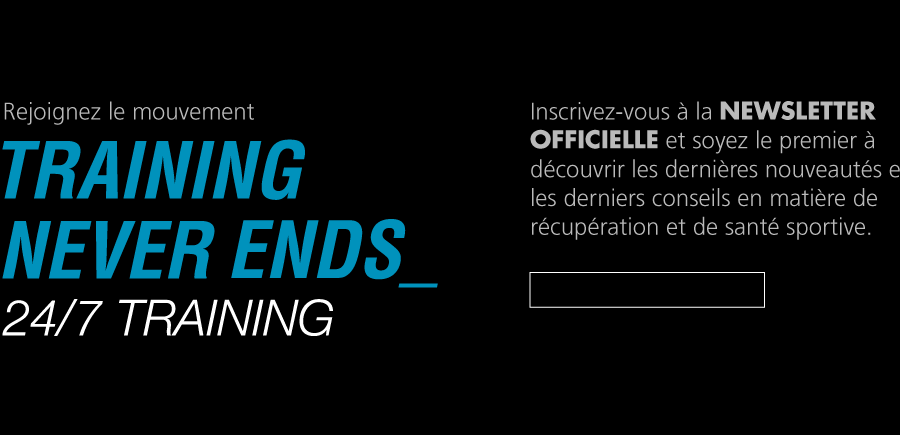 Rejoignez le mouvement
TRAINING
NEVER ENDS_
24/7 TRAINING
Inscrivez-vous à la NEWSLETTER
OFFICIELLE et soyez le premier à
découvrir les dernières nouveautés e
les derniers conseils en matière de
récupération et de santé sportive.